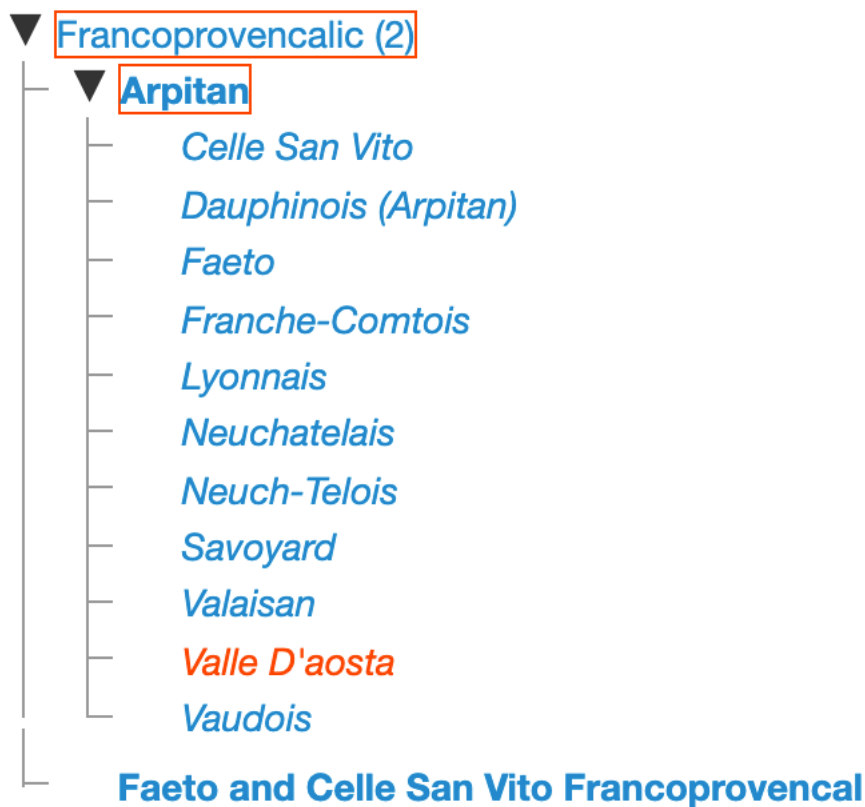 Francoprovencalic (2)
Arpitan
Celle San Vito
Dauphinois (Arpitan)
Faeto
Franche-Comtois
Lyonnais
Neuchatelais
Neuch-Telois
Savoyard
Valaisan
Valle D'aosta
Vaudois
Faeto and Celle San Vito Francoprovencal